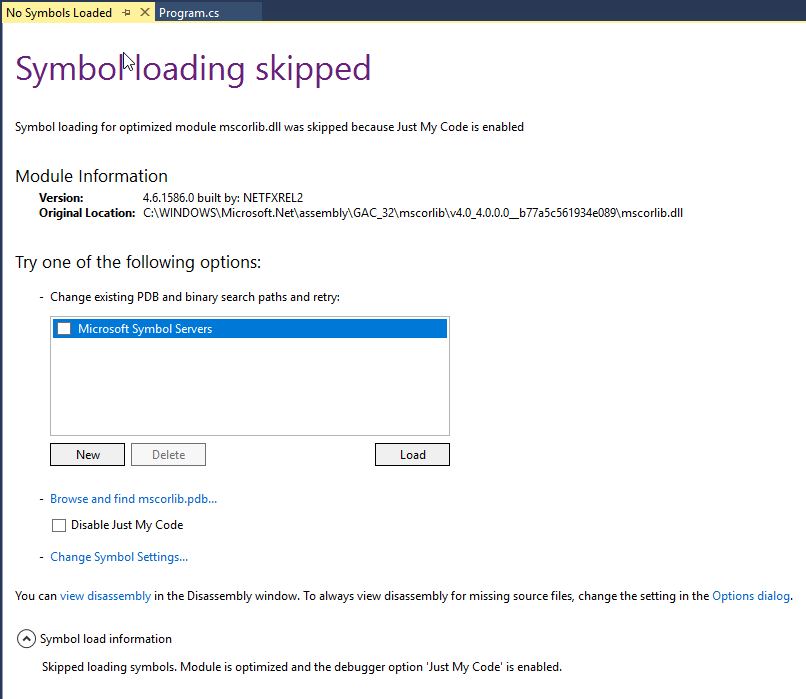 No Symbols Loaded Program.cs
Symbol loading skipped
Symbol loading for optimized module mscorlib.dll was skipped because Just My Code is enabled
Module Information
Version: 4.6.1586.0 built by: NETFXREL2
Original Location: C:\WINDOWS\Microsoft.Net\assembly\GAC_32\mscorlib\v4.0_4.0.0.0__b77a5c561934e089\mscorlib.dll
Try one of the following options:
- Change existing PDB and binary search paths and retry:
Microsoft Symbol Servers
New Delete Load
- Browse and find mscorlib.pdb...
Disable Just My Code
- Change Symbol Settings...
You can view disassembly in the Disassembly window. To always view disassembly for missing source files, change the setting in the Options dialog.
Symbol load information
Skipped loading symbols. Module is optimized and the debugger option 'Just My Code' is enabled.